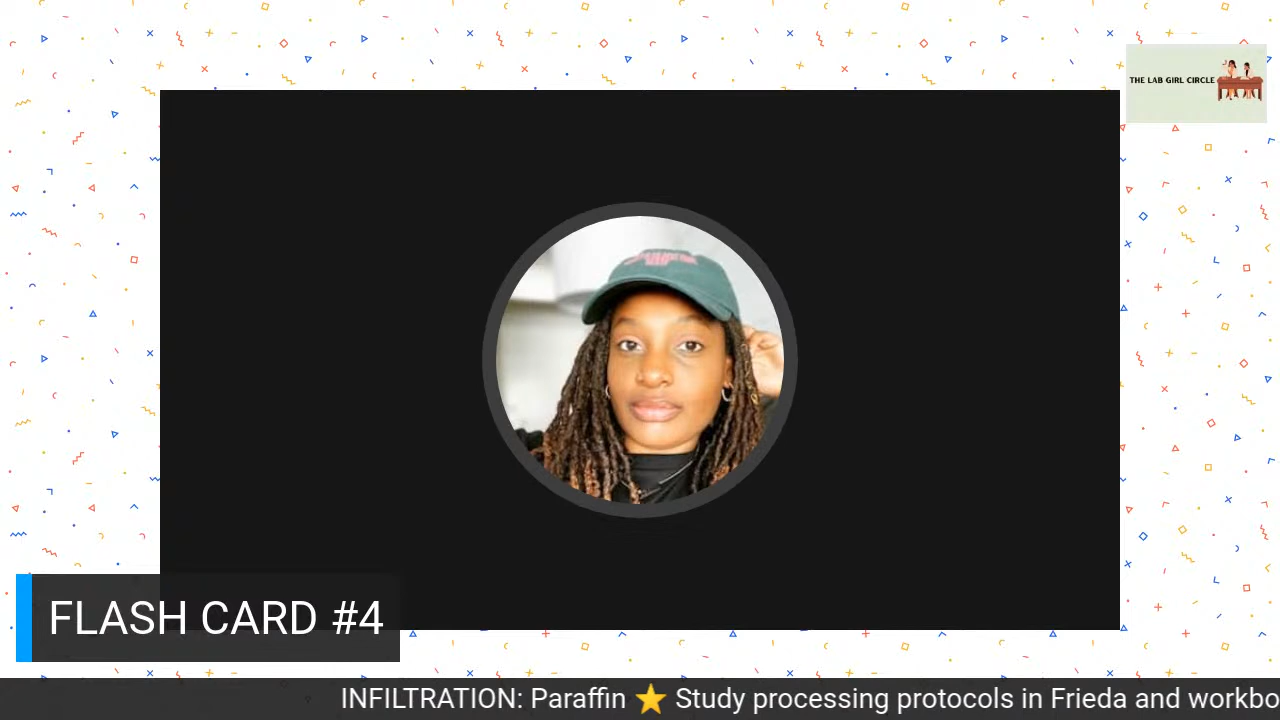 THE LAB GIRL CIRCLE
FLASH CARD #4
INFILTRATION: Paraffin ⭐ Study processing protocols in Frieda and workbo